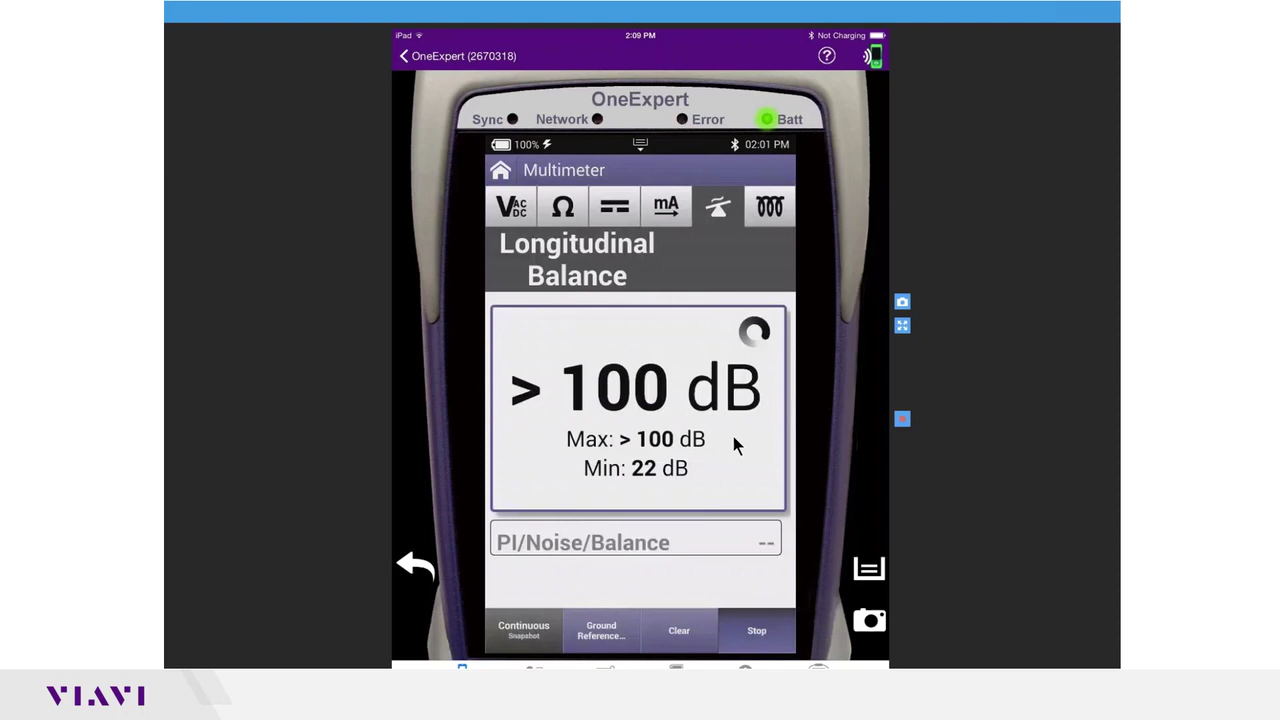 iPad
2:09 PM
Not Charging
OneExpert (2670318)
?
OneExpert
Sync
Network
Error
Batt
100%
02:01 PM
Multimeter
VAC
DC
Ω
mA
Longitudinal
Balance
> 100 dB
Max: > 100 dB
Min: 22 dB
PI/Noise/Balance --
Continuous
Snapshot
Ground
Reference...
Clear
Stop
VIAVI